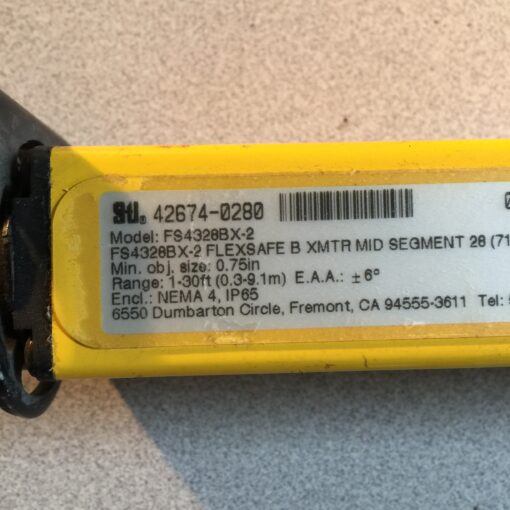 STI. 42674-0280
Model: FS4328BX-2
FS4328BX-2 FLEXSAFE B XMTR MID SEGMENT 28 (71
Min. obj. size: 0.75in
Range: 1-30ft (0.3-9.1m) E.A.A.: ± 6°
Encl.: NEMA 4, IP65
6550 Dumbarton Circle, Fremont, CA 94555-3611 Tel: